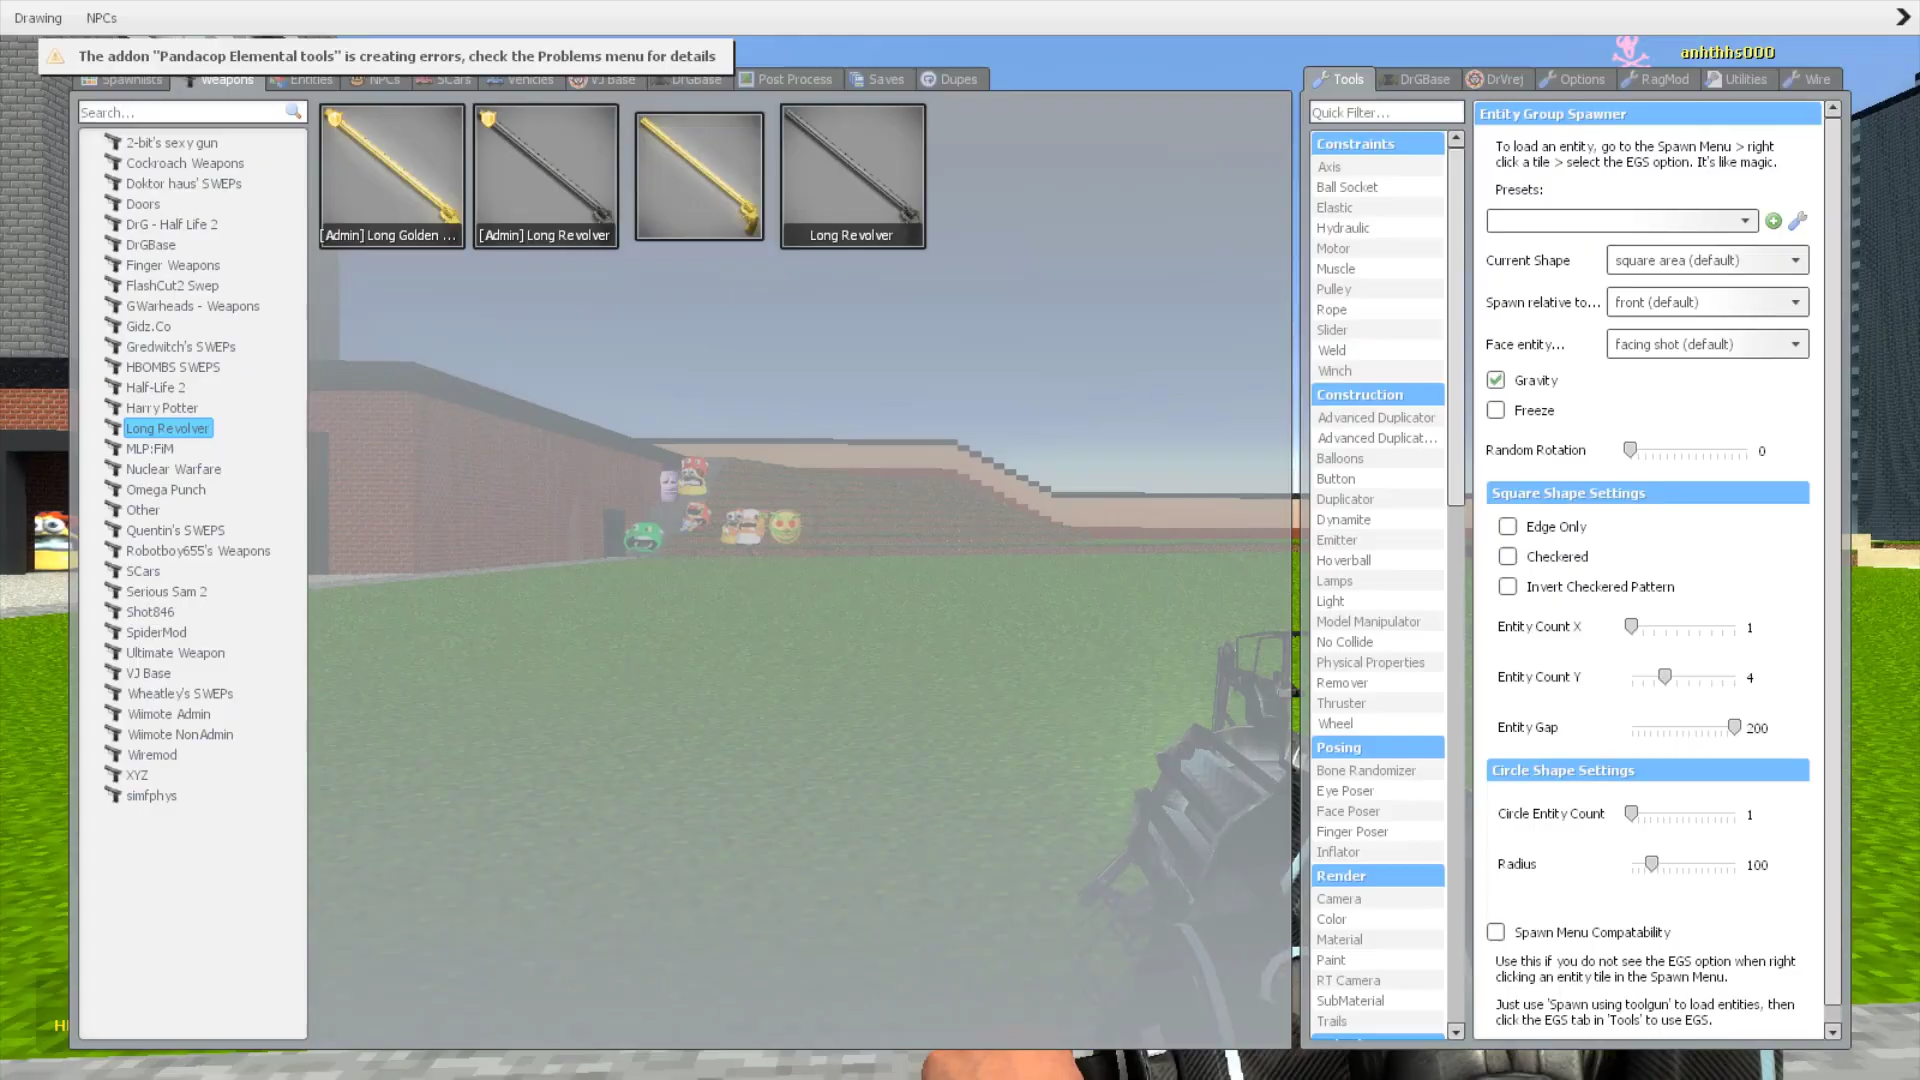 Drawing
NPCs
The addon "Pandacop Elemental tools" is creating errors, check the Problems menu for details
anhthhs000
Spawnlists
Weapons
Entities
NPCs
SCars
Vehicles
VJ Base
DrGBase
Post Process
Saves
Dupes
Tools
DrGBase
DrVrej
Options
RagMod
Utilities
Wire
Search...
2-bit's sexy gun
Cockroach Weapons
Doktor haus' SWEPs
Doors
DrG - Half Life 2
DrGBase
Finger Weapons
FlashCut2 Swep
GWarheads - Weapons
Gidz.Co
Gredwitch's SWEPs
HBOMBS SWEPS
Half-Life 2
Harry Potter
Long Revolver
MLP:FiM
Nuclear Warfare
Omega Punch
Other
Quentin's SWEPS
Robotboy655's Weapons
SCars
Serious Sam 2
Shot846
SpiderMod
Ultimate Weapon
VJ Base
Wheatley's SWEPs
Wiimote Admin
Wiimote NonAdmin
Wiremod
XYZ
simfphys
[Admin] Long Golden ...
[Admin] Long Revolver
Long Revolver
Quick Filter...
Constraints
Axis
Ball Socket
Elastic
Hydraulic
Motor
Muscle
Pulley
Rope
Slider
Weld
Winch
Construction
Advanced Duplicator
Advanced Duplicat...
Balloons
Button
Duplicator
Dynamite
Emitter
Hoverball
Lamps
Light
Model Manipulator
No Collide
Physical Properties
Remover
Thruster
Wheel
Posing
Bone Randomizer
Eye Poser
Face Poser
Finger Poser
Inflator
Render
Camera
Color
Material
Paint
RT Camera
SubMaterial
Trails
Entity Group Spawner
To load an entity, go to the Spawn Menu > right
click a tile > select the EGS option. It's like magic.
Presets:
Current Shape
square area (default)
Spawn relative to...
front (default)
Face entity...
facing shot (default)
Gravity
Freeze
Random Rotation
0
Square Shape Settings
Edge Only
Checkered
Invert Checkered Pattern
Entity Count X
1
Entity Count Y
4
Entity Gap
200
Circle Shape Settings
Circle Entity Count
1
Radius
100
Spawn Menu Compatability
Use this if you do not see the EGS option when right
clicking an entity tile in the Spawn Menu.
Just use 'Spawn using toolgun' to load entities, then
click the EGS tab in 'Tools' to use EGS.